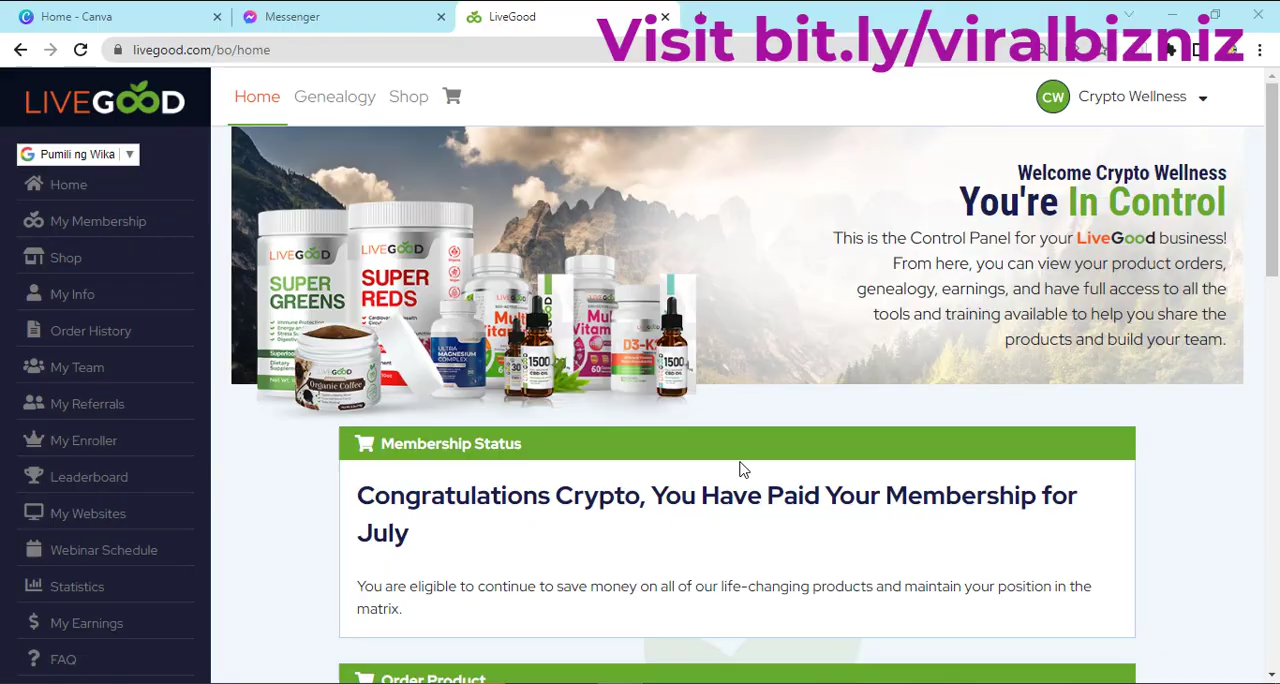 Home - Canva
Messenger
LiveGood
Visit bit.ly/viralbizniz
livegood.com/bo/home
LIVEGOOD
Home
Genealogy
Shop
CW
Crypto Wellness
Pumili ng Wika
Home
My Membership
Shop
My Info
Order History
My Team
My Referrals
My Enroller
Leaderboard
My Websites
Webinar Schedule
Statistics
My Earnings
FAQ
Welcome Crypto Wellness
You're In Control
This is the Control Panel for your LiveGood business!
From here, you can view your product orders,
genealogy, earnings, and have full access to all the
tools and training available to help you share the
products and build your team.
LIVEGOOD
SUPER
GREENS
LIVEGOOD
SUPER
REDS
ULTRA
MAGNESIUM
COMPLEX
Organic Coffee
30
1500
D3-K2
1500
Membership Status
Congratulations Crypto, You Have Paid Your Membership for
July
You are eligible to continue to save money on all of our life-changing products and maintain your position in the
matrix.
Order Product